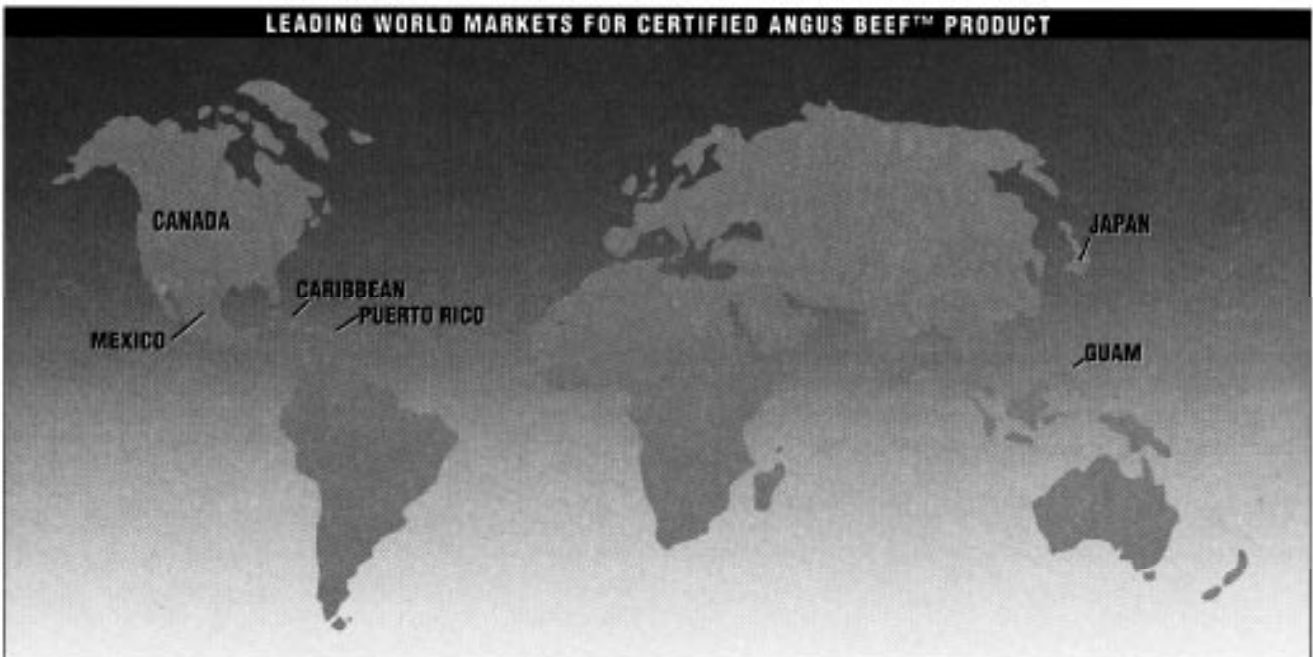 LEADING WORLD MARKETS FOR CERTIFIED ANGUS BEEF™ PRODUCT
CANADA
JAPAN
CARIBBEAN
PUERTO RICO
MEXICO
GUAM